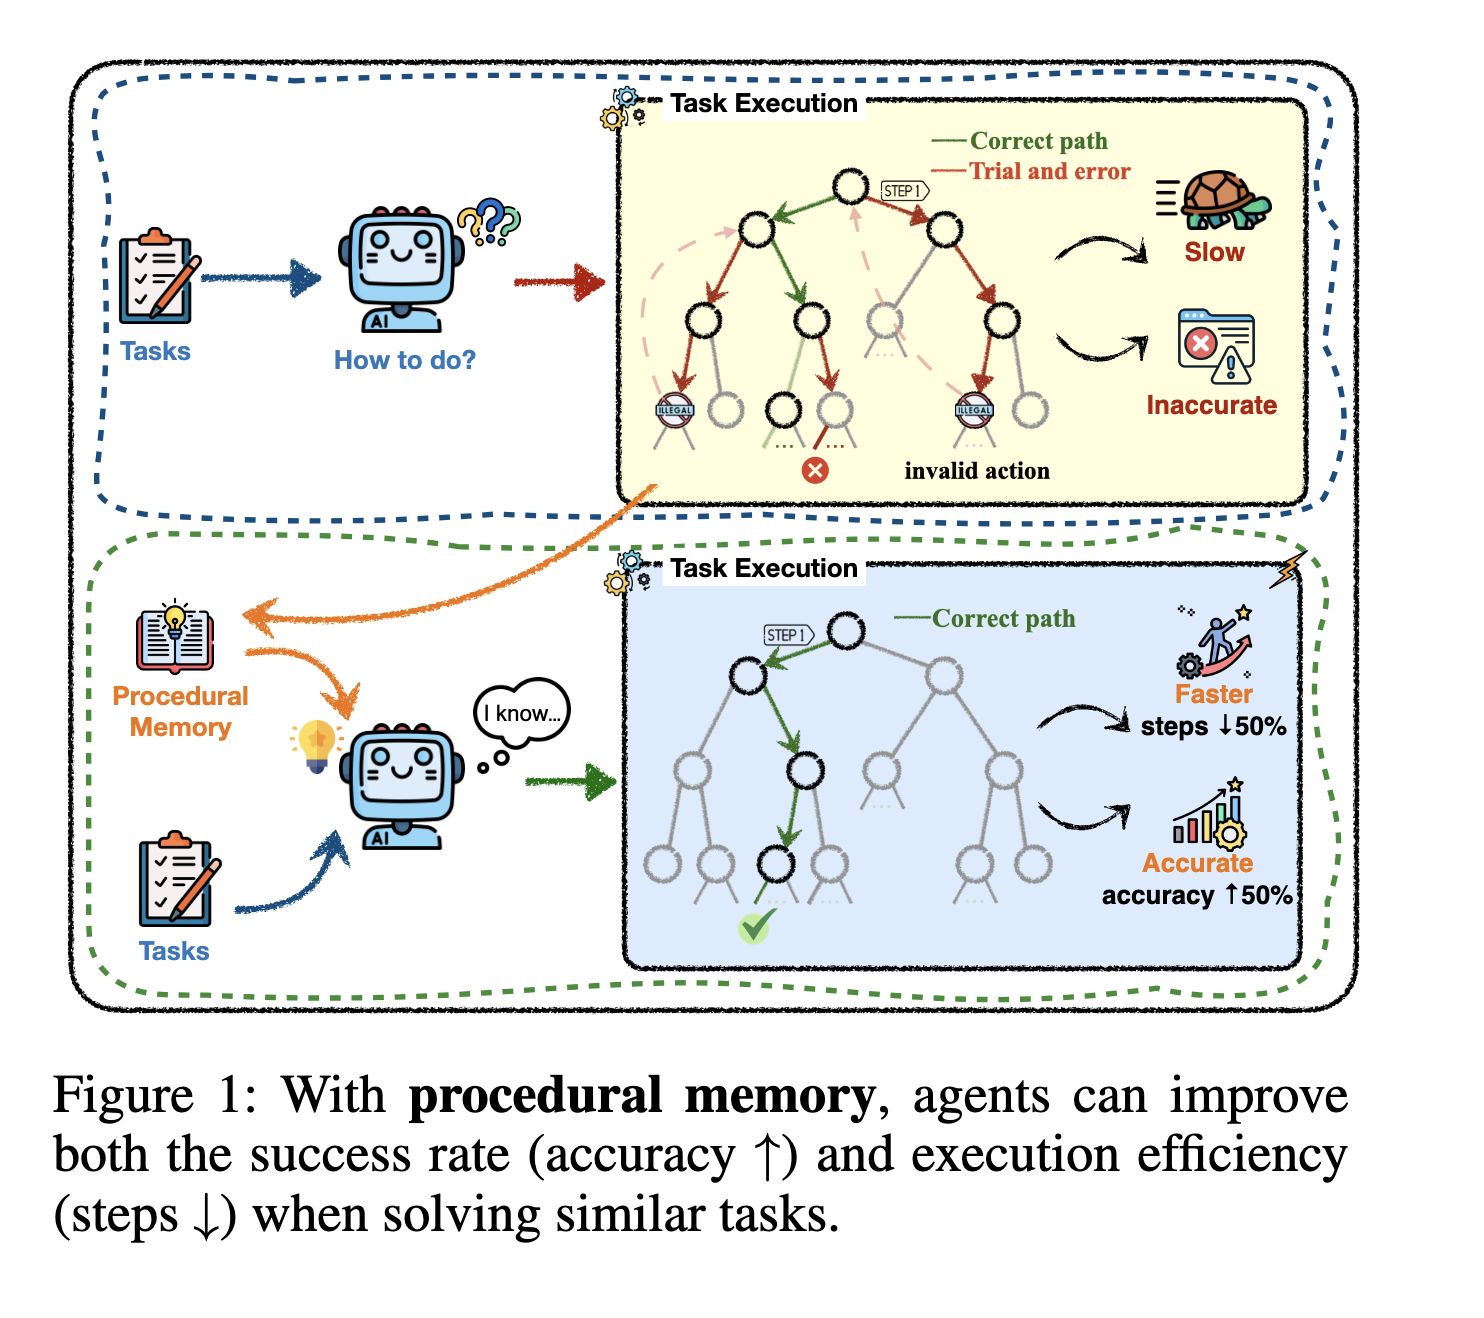 Task Execution
Correct path
Trial and error
STEP 1
Slow
Tasks
AI
How to do?
ILLEGAL
...
...
...
ILLEGAL
...
Inaccurate
invalid action
Task Execution
Correct path
STEP 1
Procedural
Memory
I know...
AI
Tasks
...
...
...
...
Faster
steps ↓50%
Accurate
accuracy ↑50%
Figure 1: With procedural memory, agents can improve
both the success rate (accuracy ↑) and execution efficiency
(steps ↓) when solving similar tasks.